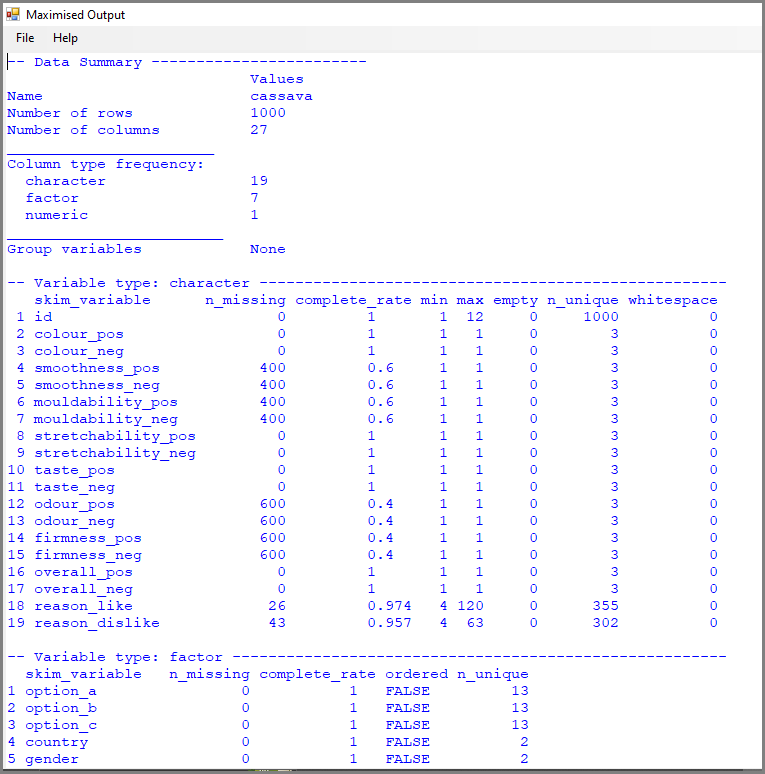 Maximised Output
File Help
-- Data Summary ------------------------
Values
Name cassava
Number of rows 1000
Number of columns 27
_______________________
Column type frequency:
character 19
factor 7
numeric 1
________________________
Group variables None
-- Variable type: character ----------------------------------------------------
skim_variable n_missing complete_rate min max empty n_unique whitespace
1 id 0 1 1 12 0 1000 0
2 colour_pos 0 1 1 1 0 3 0
3 colour_neg 0 1 1 1 0 3 0
4 smoothness_pos 400 0.6 1 1 0 3 0
5 smoothness_neg 400 0.6 1 1 0 3 0
6 mouldability_pos 400 0.6 1 1 0 3 0
7 mouldability_neg 400 0.6 1 1 0 3 0
8 stretchability_pos 0 1 1 1 0 3 0
9 stretchability_neg 0 1 1 1 0 3 0
10 taste_pos 0 1 1 1 0 3 0
11 taste_neg 0 1 1 1 0 3 0
12 odour_pos 600 0.4 1 1 0 3 0
13 odour_neg 600 0.4 1 1 0 3 0
14 firmness_pos 600 0.4 1 1 0 3 0
15 firmness_neg 600 0.4 1 1 0 3 0
16 overall_pos 0 1 1 1 0 3 0
17 overall_neg 0 1 1 1 0 3 0
18 reason_like 26 0.974 4 120 0 355 0
19 reason_dislike 43 0.957 4 63 0 302 0
-- Variable type: factor -------------------------------------------------------
skim_variable n_missing complete_rate ordered n_unique
1 option_a 0 1 FALSE 13
2 option_b 0 1 FALSE 13
3 option_c 0 1 FALSE 13
4 country 0 1 FALSE 2
5 gender 0 1 FALSE 2